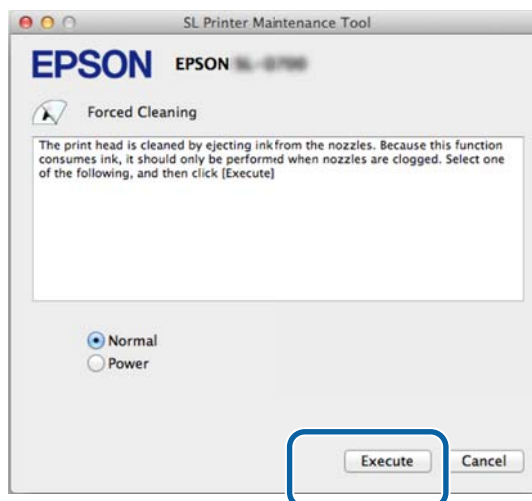 SL Printer Maintenance Tool
EPSON EPSON
Forced Cleaning
The print head is cleaned by ejecting ink from the nozzles. Because this function
consumes ink, it should only be performed when nozzles are clogged. Select one
of the following, and then click [Execute]
Normal
Power
Execute Cancel